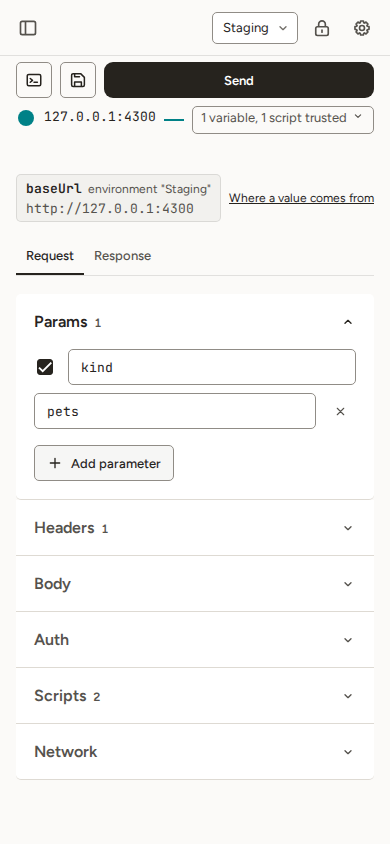 Staging
Send
127.0.0.1:4300
1 variable, 1 script trusted
baseUrl environment "Staging"
http://127.0.0.1:4300
Where a value comes from
Request Response
Params 1
kind
pets
Add parameter
Headers 1
Body
Auth
Scripts 2
Network